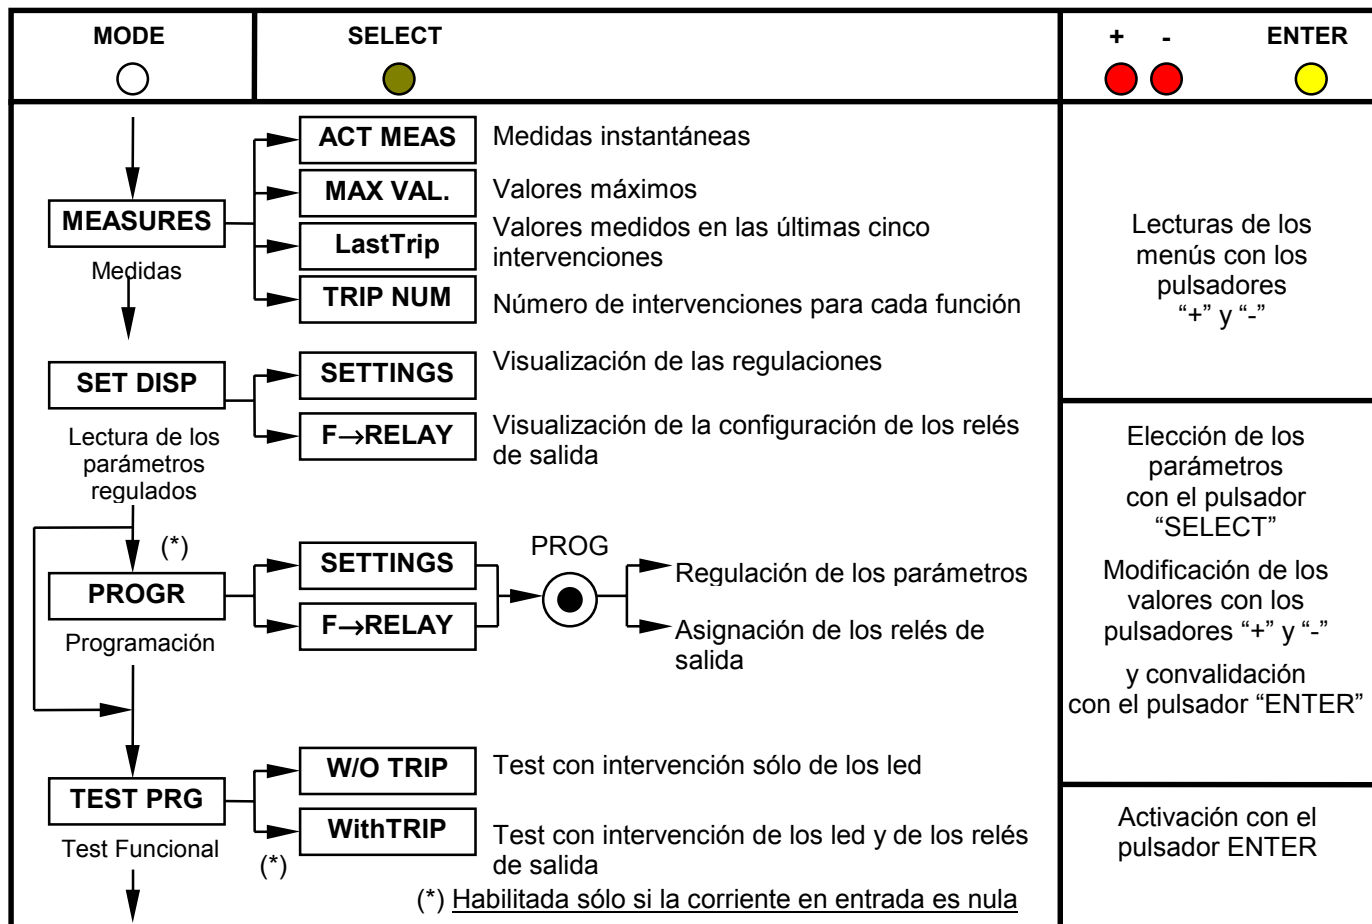 MODE
SELECT
+ -
ENTER
ACT MEAS
Medidas instantáneas
MAX VAL.
Valores máximos
MEASURES
Medidas
LastTrip
Valores medidos en las últimas cinco
intervenciones
TRIP NUM
Número de intervenciones para cada función
Lecturas de los
menús con los
pulsadores
“+” y “-”
SET DISP
Lectura de los
parámetros
regulados
SETTINGS
Visualización de las regulaciones
F→RELAY
Visualización de la configuración de los relés
de salida
(*)
PROGR
Programación
SETTINGS
F→RELAY
PROG
Regulación de los parámetros
Asignación de los relés de
salida
Elección de los
parámetros
con el pulsador
“SELECT”
Modificación de los
valores con los
pulsadores “+” y “-”
y convalidación
con el pulsador “ENTER”
TEST PRG
Test Funcional
W/O TRIP
Test con intervención sólo de los led
WithTRIP
(*)
Test con intervención de los led y de los relés
de salida
Activación con el
pulsador ENTER
(*) Habilitada sólo si la corriente en entrada es nula